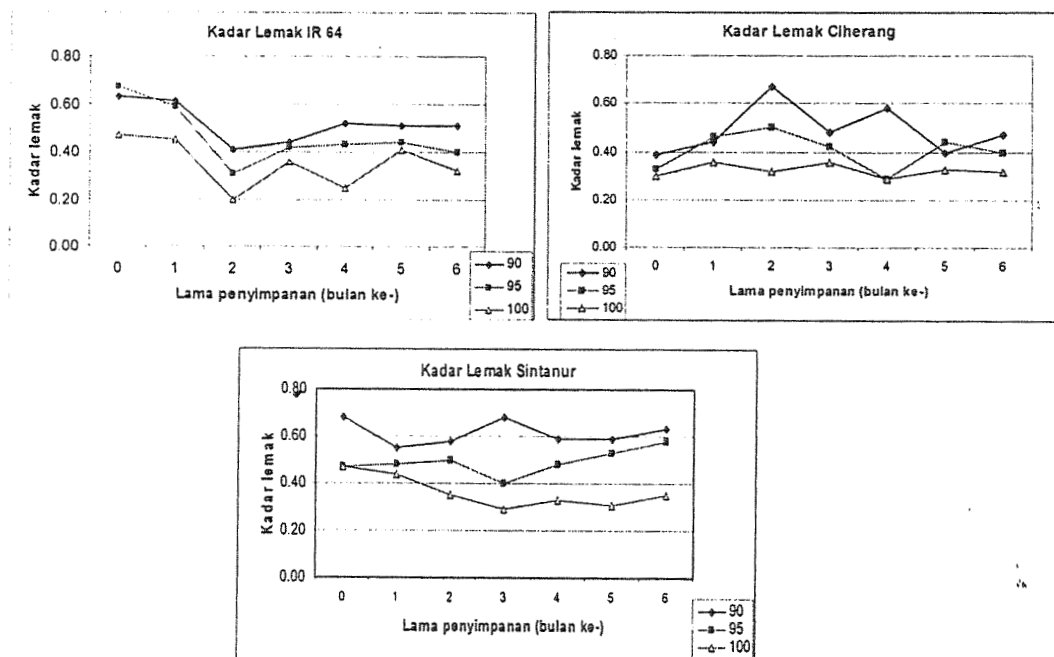 Kadar Lemak IR 64
0.80
0.60
0.40
0.20
0.00
Kadar lemak
0 1 2 3 4 5 6
Lama penyimpanan (bulan ke-)
90
95
100
Kadar Lemak Ciherang
0.80
0.60
0.40
0.20
0.00
Kadar lemak
0 1 2 3 4 5 6
Lama penyimpanan (bulan ke-)
90
95
100
Kadar Lemak Sintanur
0.80
0.60
0.40
0.20
0.00
Kadar lemak
0 1 2 3 4 5 6
Lama penyimpanan (bulan ke-)
90
95
100